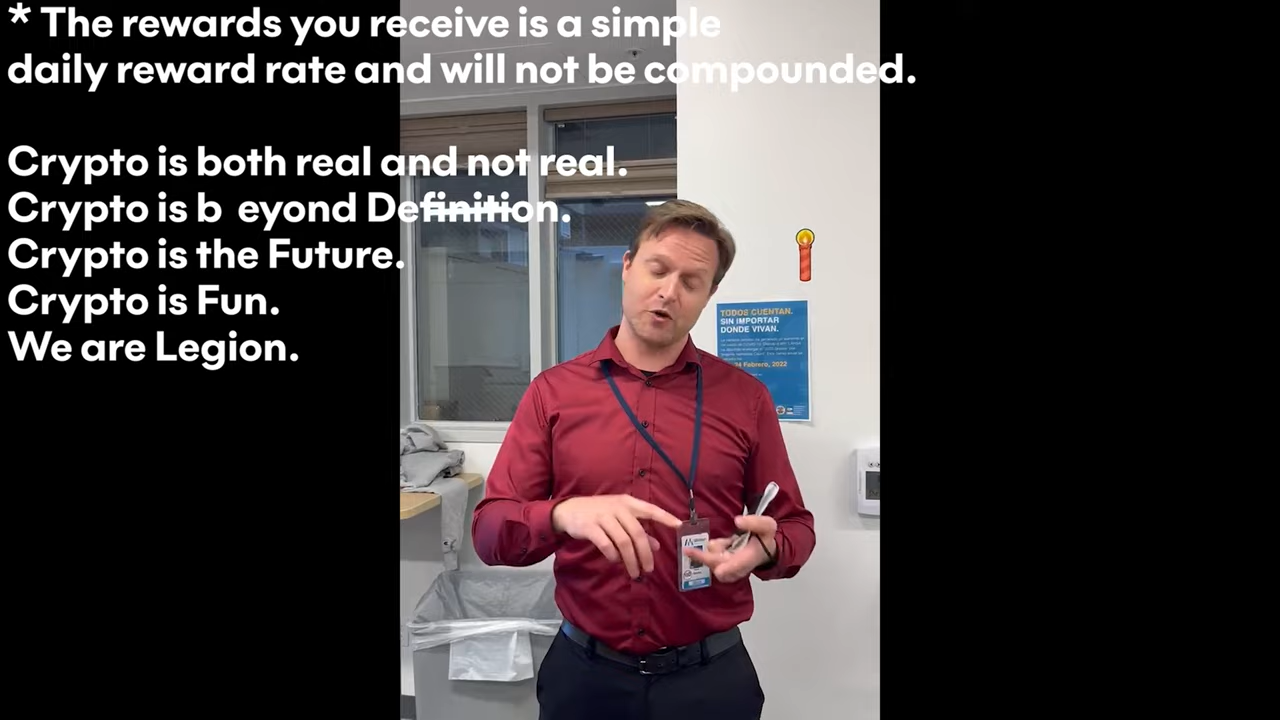 * The rewards you receive is a simple
daily reward rate and will not be compounded.
Crypto is both real and not real.
Crypto is b eyond Definition.
Crypto is the Future.
Crypto is Fun.
We are Legion.
TODOS CUENTAN.
SIN IMPORTAR
DONDE VIVAN.
Febrero, 2022